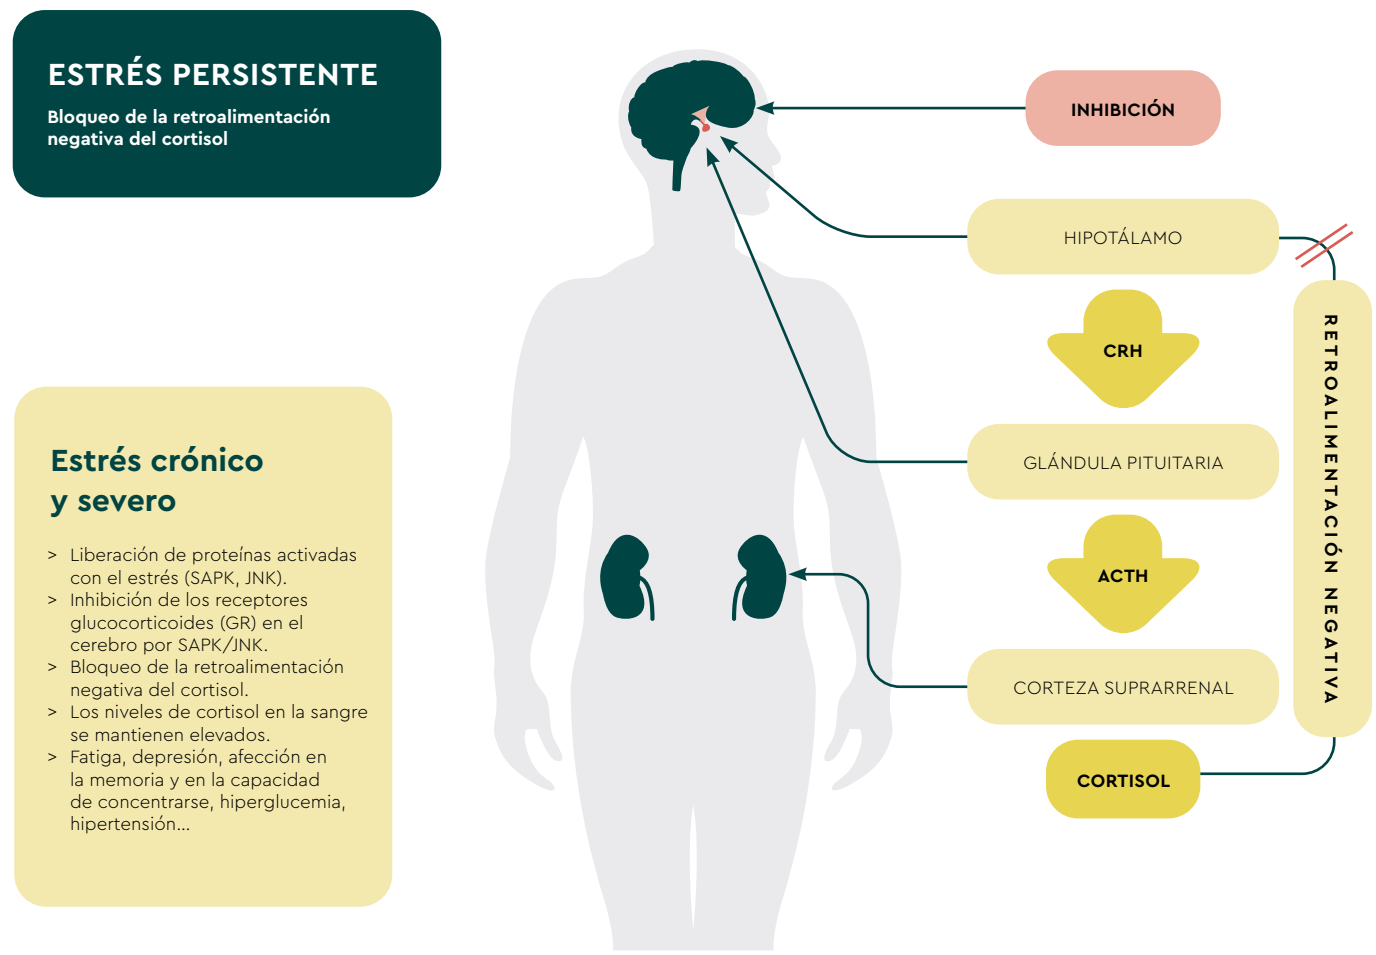 ESTRÉS PERSISTENTE
Bloqueo de la retroalimentación
negativa del cortisol
Estrés crónico
y severo
> Liberación de proteínas activadas
con el estrés (SAPK, JNK).
> Inhibición de los receptores
glucocorticoides (GR) en el
cerebro por SAPK/JNK.
> Bloqueo de la retroalimentación
negativa del cortisol.
> Los niveles de cortisol en la sangre
se mantienen elevados.
> Fatiga, depresión, afección en
la memoria y en la capacidad
de concentrarse, hiperglucemia,
hipertensión...
INHIBICIÓN
HIPOTÁLAMO
CRH
GLÁNDULA PITUITARIA
ACTH
CORTEZA SUPRARRENAL
CORTISOL
RETROALIMENTACIÓN NEGATIVA